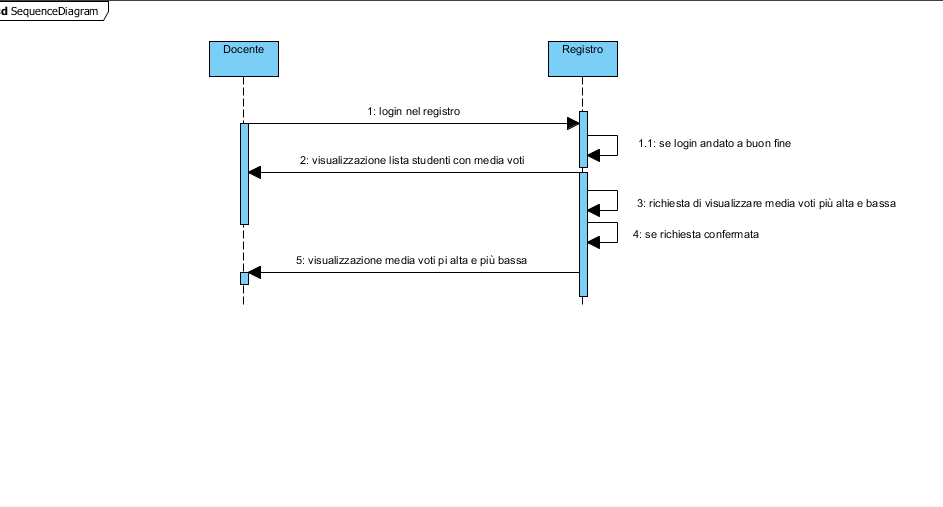 sd SequenceDiagram
Docente
Registro
1: login nel registro
1.1: se login andato a buon fine
2: visualizzazione lista studenti con media voti
3: richiesta di visualizzare media voti più alta e bassa
4: se richiesta confermata
5: visualizzazione media voti pi alta e più bassa